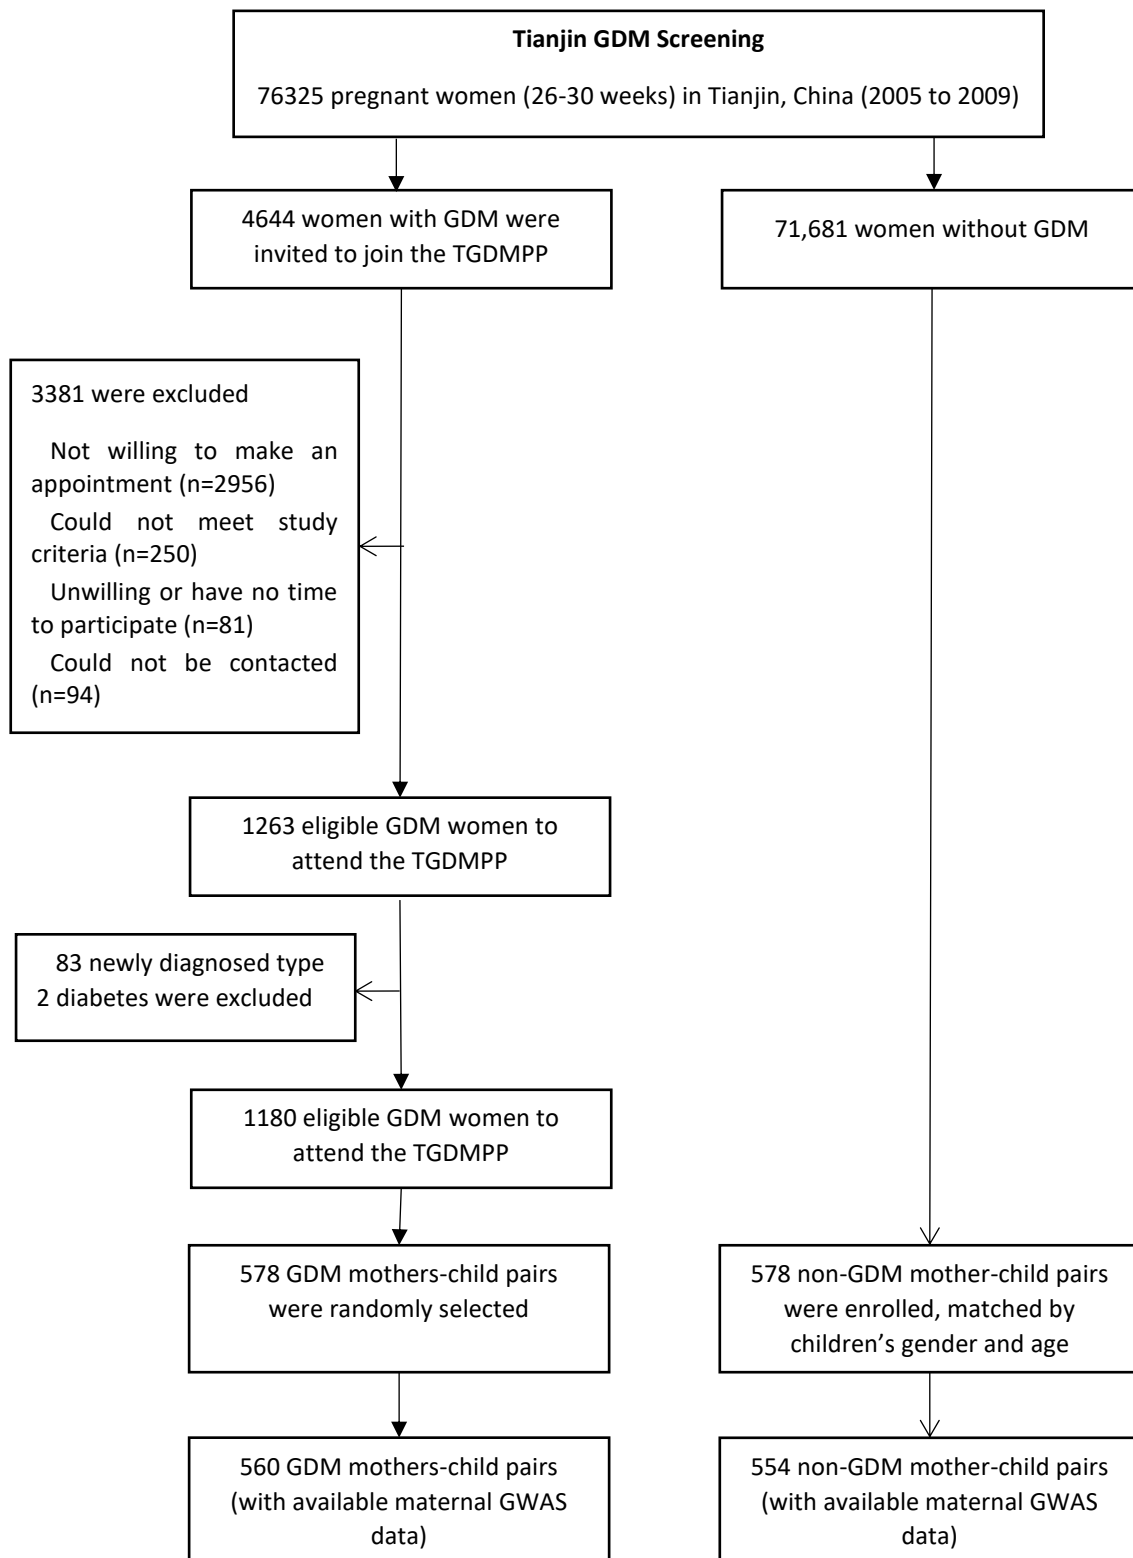 Tianjin GDM Screening
76325 pregnant women (26-30 weeks) in Tianjin, China (2005 to 2009)
4644 women with GDM were
invited to join the TGDMPP
71,681 women without GDM
3381 were excluded
Not willing to make an
appointment (n=2956)
Could not meet study
criteria (n=250)
Unwilling or have no time
to participate (n=81)
Could not be contacted
(n=94)
1263 eligible GDM women to
attend the TGDMPP
83 newly diagnosed type
2 diabetes were excluded
1180 eligible GDM women to
attend the TGDMPP
578 GDM mothers-child pairs
were randomly selected
578 non-GDM mother-child pairs
were enrolled, matched by
children’s gender and age
560 GDM mothers-child pairs
(with available maternal GWAS
data)
554 non-GDM mother-child pairs
(with available maternal GWAS
data)